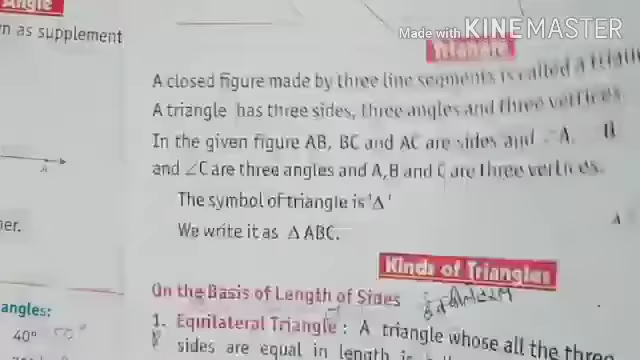 Angle
n as supplement
Made with KINEMASTER
Triangle
A closed figure made by three line segments is called a
A triangle has three sides, three angles and three vertices.
In the given figure AB, BC and AC are sides and ∠A, B
and ∠C are three angles and A,B and C are three vertices.
The symbol of triangle is 'Δ'
We write it as Δ ABC.
A
her.
Kinds of Triangles
On the Basis of Length of Sides
angles:
1. Equilateral Triangle : A triangle whose all the three
40°
sides are equal in length is